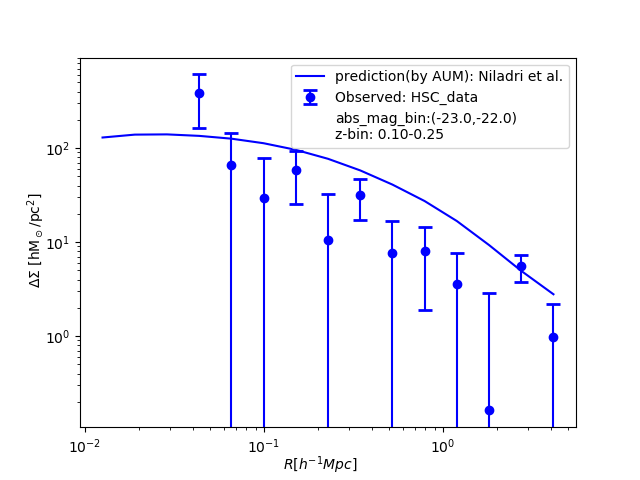 prediction(by AUM): Niladri et al.
Observed: HSC_data
abs_mag_bin:(-23.0,-22.0)
z-bin: 0.10-0.25
ΔΣ [hM⊙/pc²]
10²
10¹
10⁰
10⁻²
10⁻¹
10⁰
R[h⁻¹Mpc]